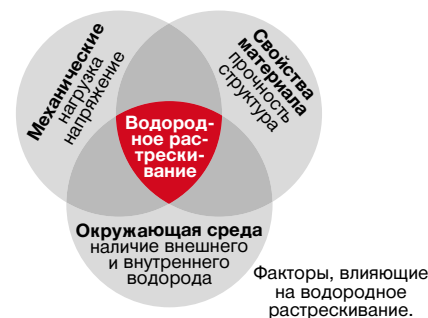 Механические
нагрузка
напряжение
Свойства
материала
прочность
структура
Водород-
ное рас-
трески-
вание
Окружающая среда
наличие внешнего
и внутреннего
водорода
Факторы, влияющие
на водородное
растрескивание.